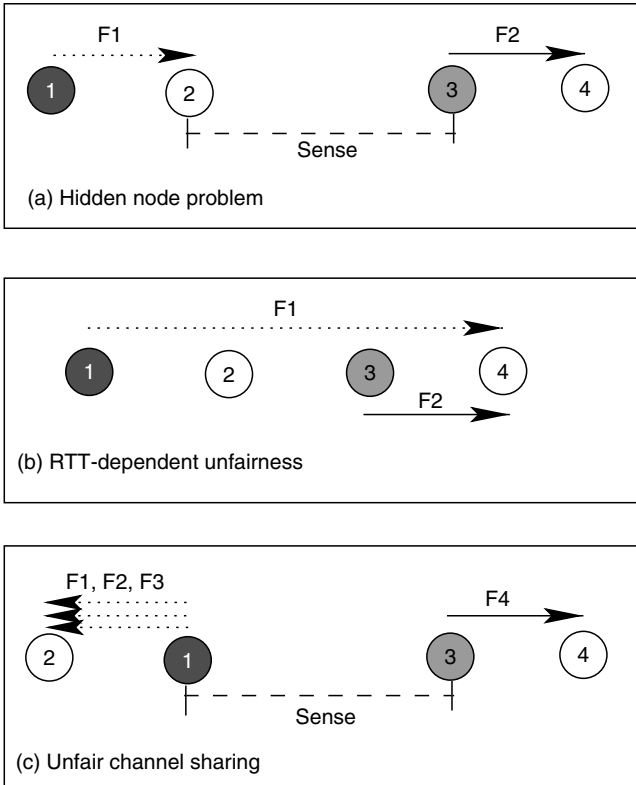 F1
F2
1
2
3
4
Sense
(a) Hidden node problem
F1
1
2
3
4
F2
(b) RTT-dependent unfairness
F1, F2, F3
F4
2
1
3
4
Sense
(c) Unfair channel sharing